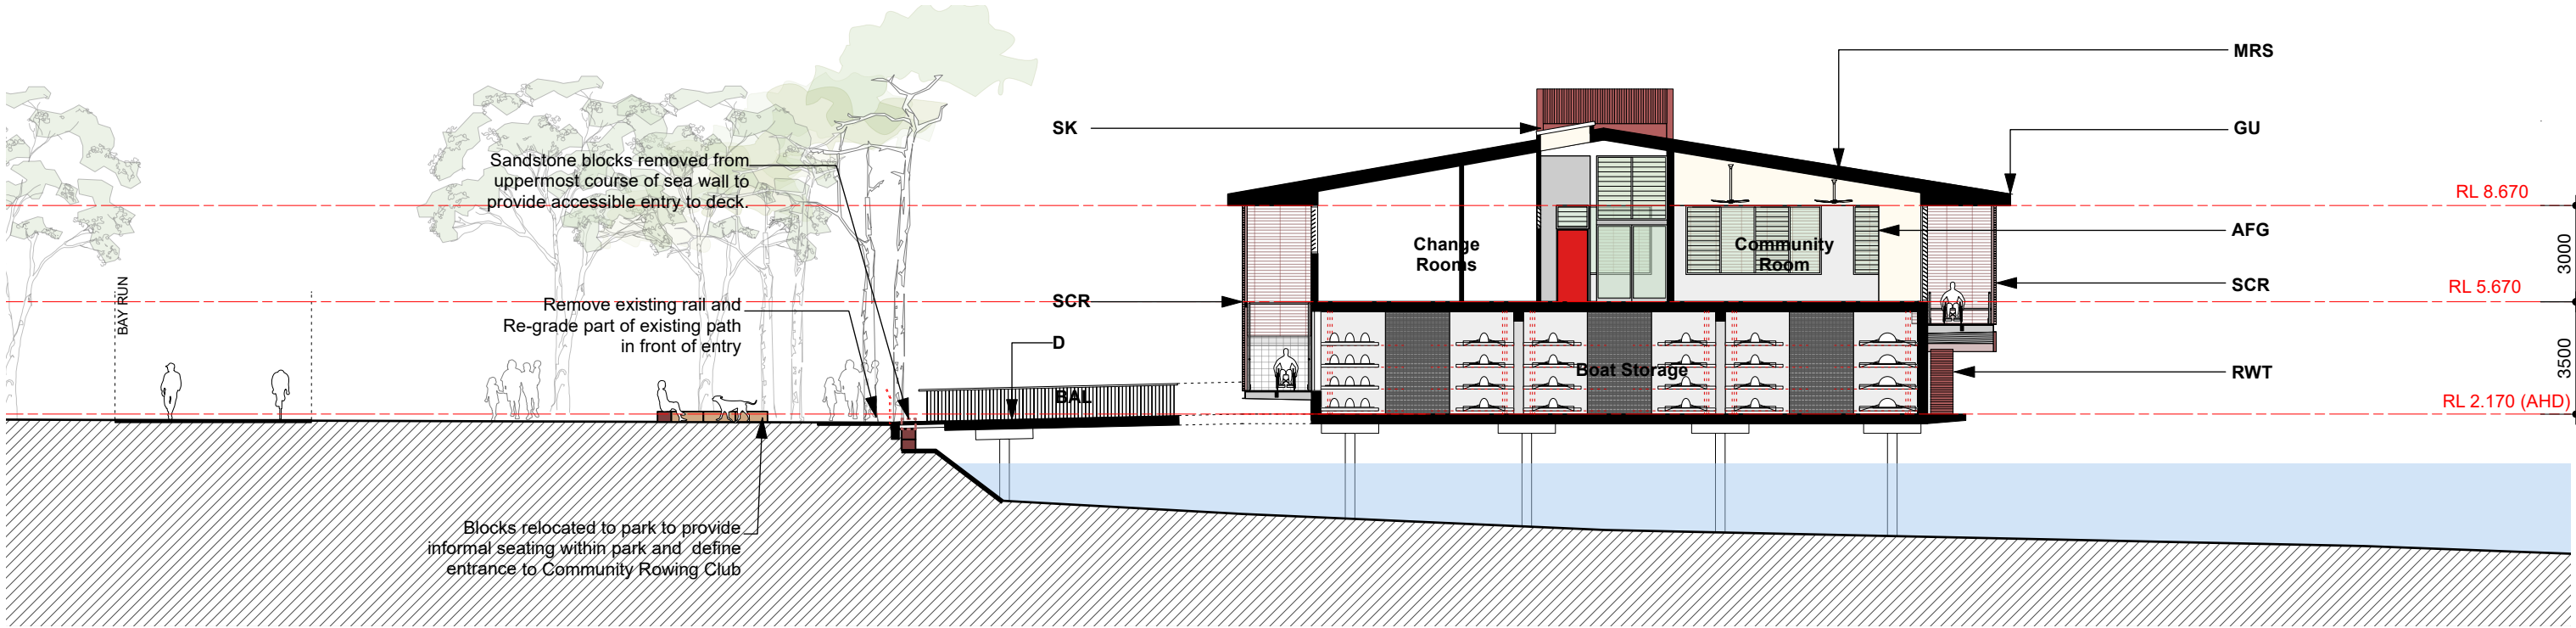 MRS
SK
GU
Sandstone blocks removed from
uppermost course of sea wall to
provide accessible entry to deck.
RL 8.670
AFG
Change
Rooms
Community
Room
3000
BAY RUN
SCR
RL 5.670
Remove existing rail and
Re-grade part of existing path
in front of entry
SCR
D
Boat Storage
3500
RWT
BAL
RL 2.170 (AHD)
Blocks relocated to park to provide
informal seating within park and define
entrance to Community Rowing Club